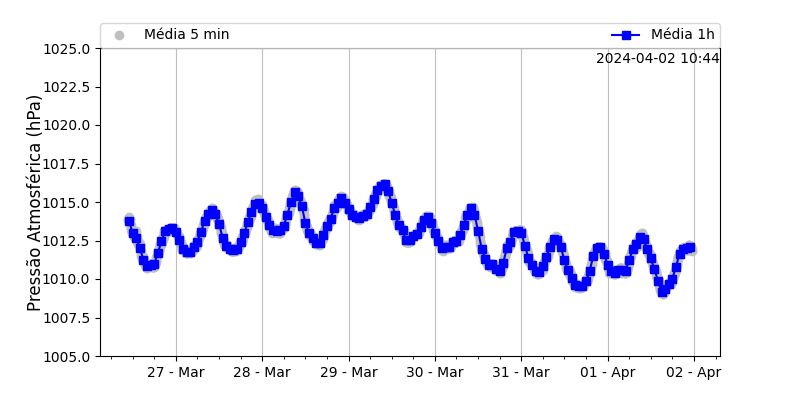 Média 5 min
Média 1h
2024-04-02 10:44
Pressão Atmosférica (hPa)
1025.0
1022.5
1020.0
1017.5
1015.0
1012.5
1010.0
1007.5
1005.0
27 - Mar 28 - Mar 29 - Mar 30 - Mar 31 - Mar 01 - Apr 02 - Apr